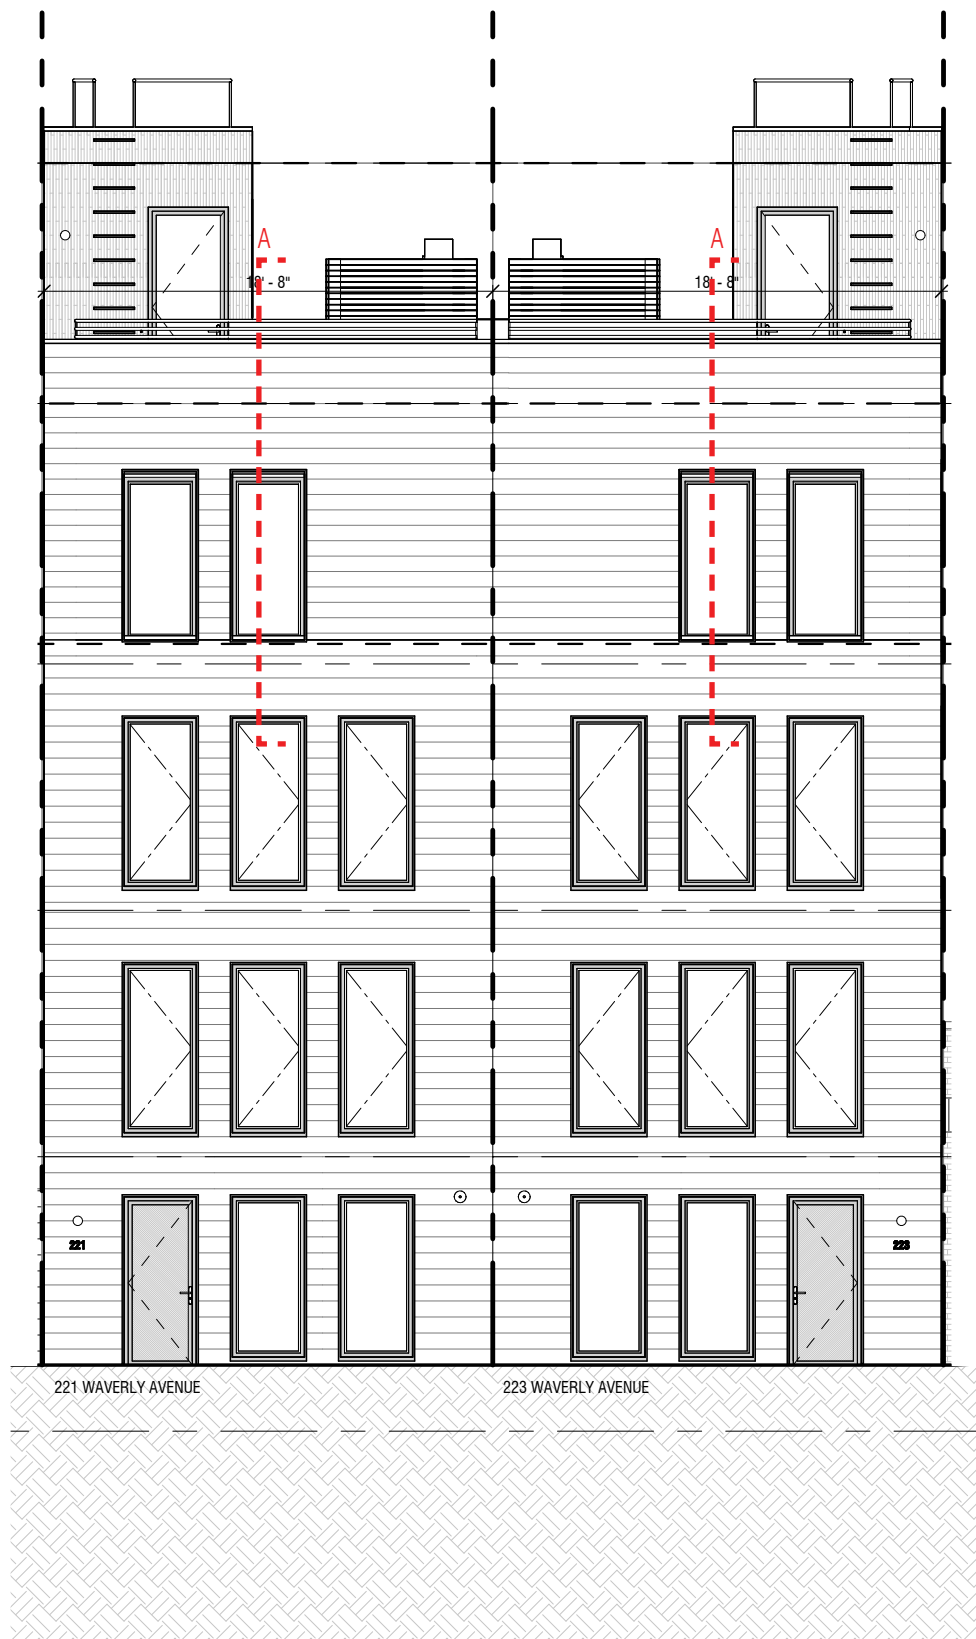 A
A
18' - 8"
18' - 8"
221
223
221 WAVERLY AVENUE
223 WAVERLY AVENUE